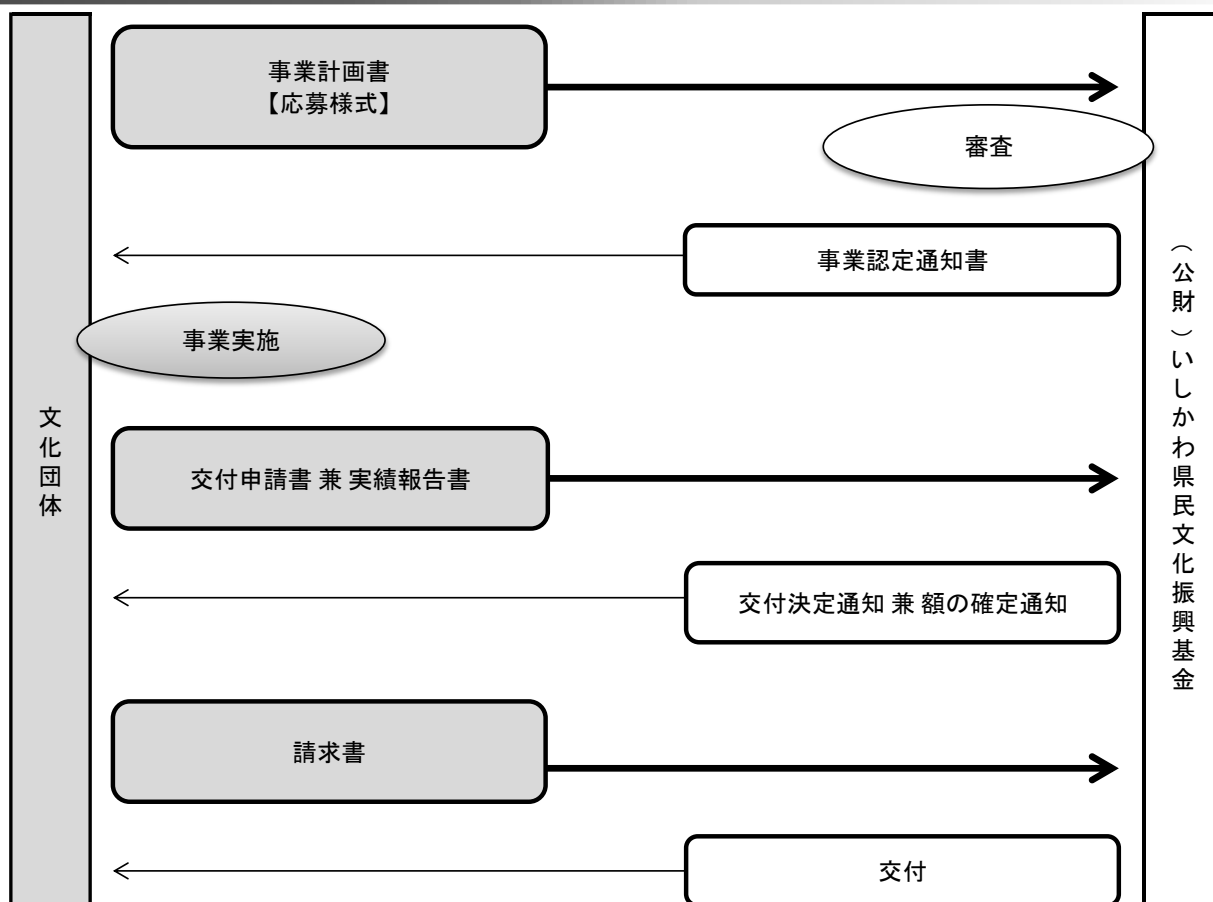 事業計画書
【応募様式】
審査
事業認定通知書
事業実施
文化団体
（公財）いしかわ県民文化振興基金
交付申請書 兼 実績報告書
交付決定通知 兼 額の確定通知
請求書
交付